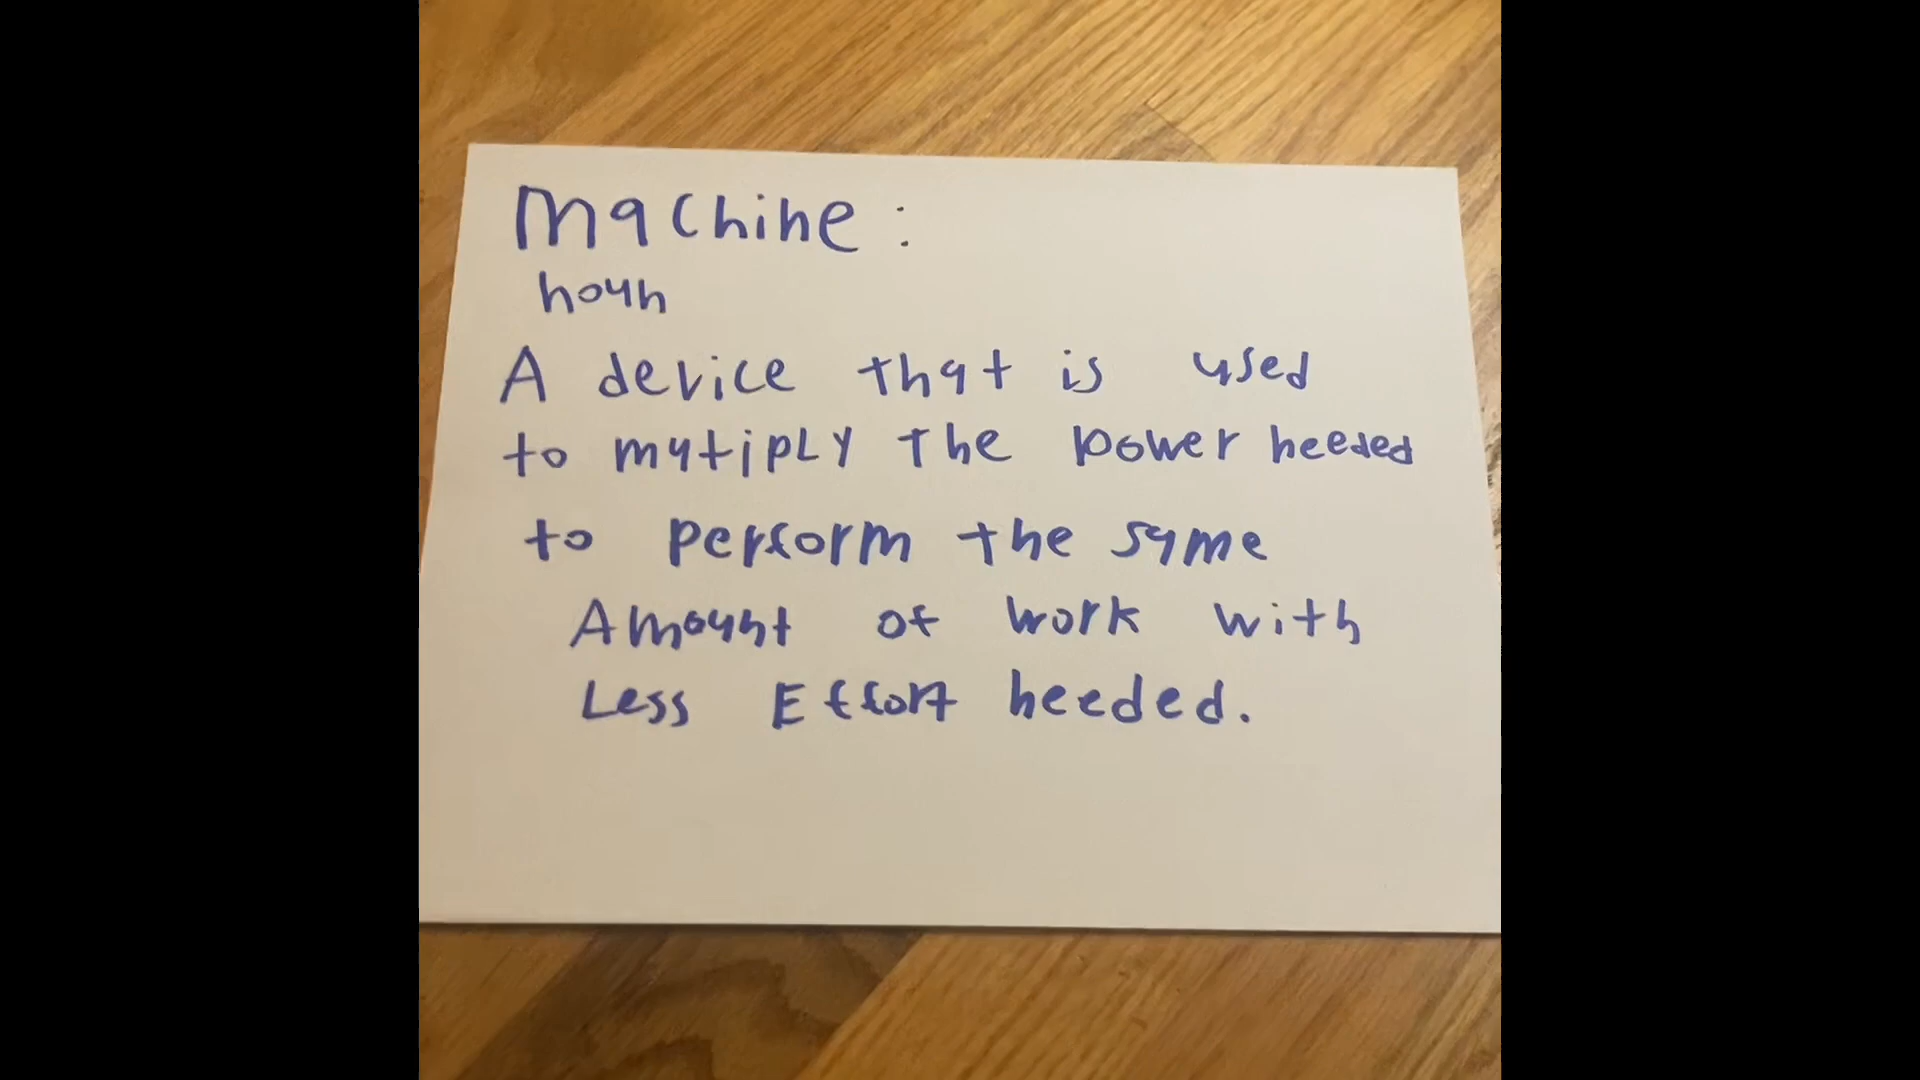 Machine:
noun
A device that is used
to mutiply the power needed
to perform the same
Amount of work with
Less Effort needed.